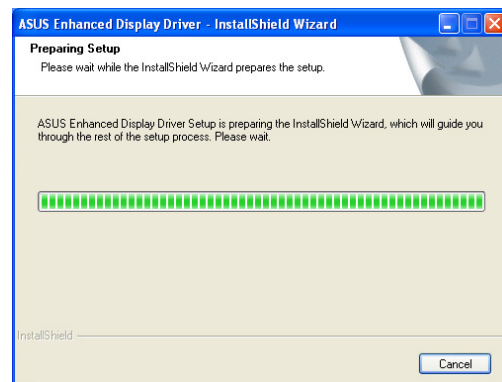 ASUS Enhanced Display Driver - InstallShield Wizard
Preparing Setup
Please wait while the InstallShield Wizard prepares the setup.
ASUS Enhanced Display Driver Setup is preparing the InstallShield Wizard, which will guide you
through the rest of the setup process. Please wait.
InstallShield
Cancel